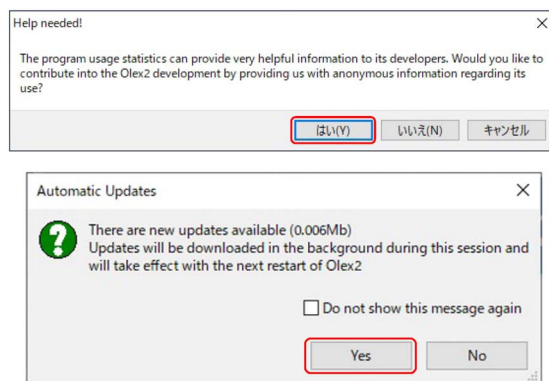 Help needed!
The program usage statistics can provide very helpful information to its developers. Would you like to
contribute into the Olex2 development by providing us with anonymous information regarding its
use?
はい(Y) いいえ(N) キャンセル
Automatic Updates
There are new updates available (0.006Mb)
Updates will be downloaded in the background during this session and
will take effect with the next restart of Olex2
Do not show this message again
Yes No